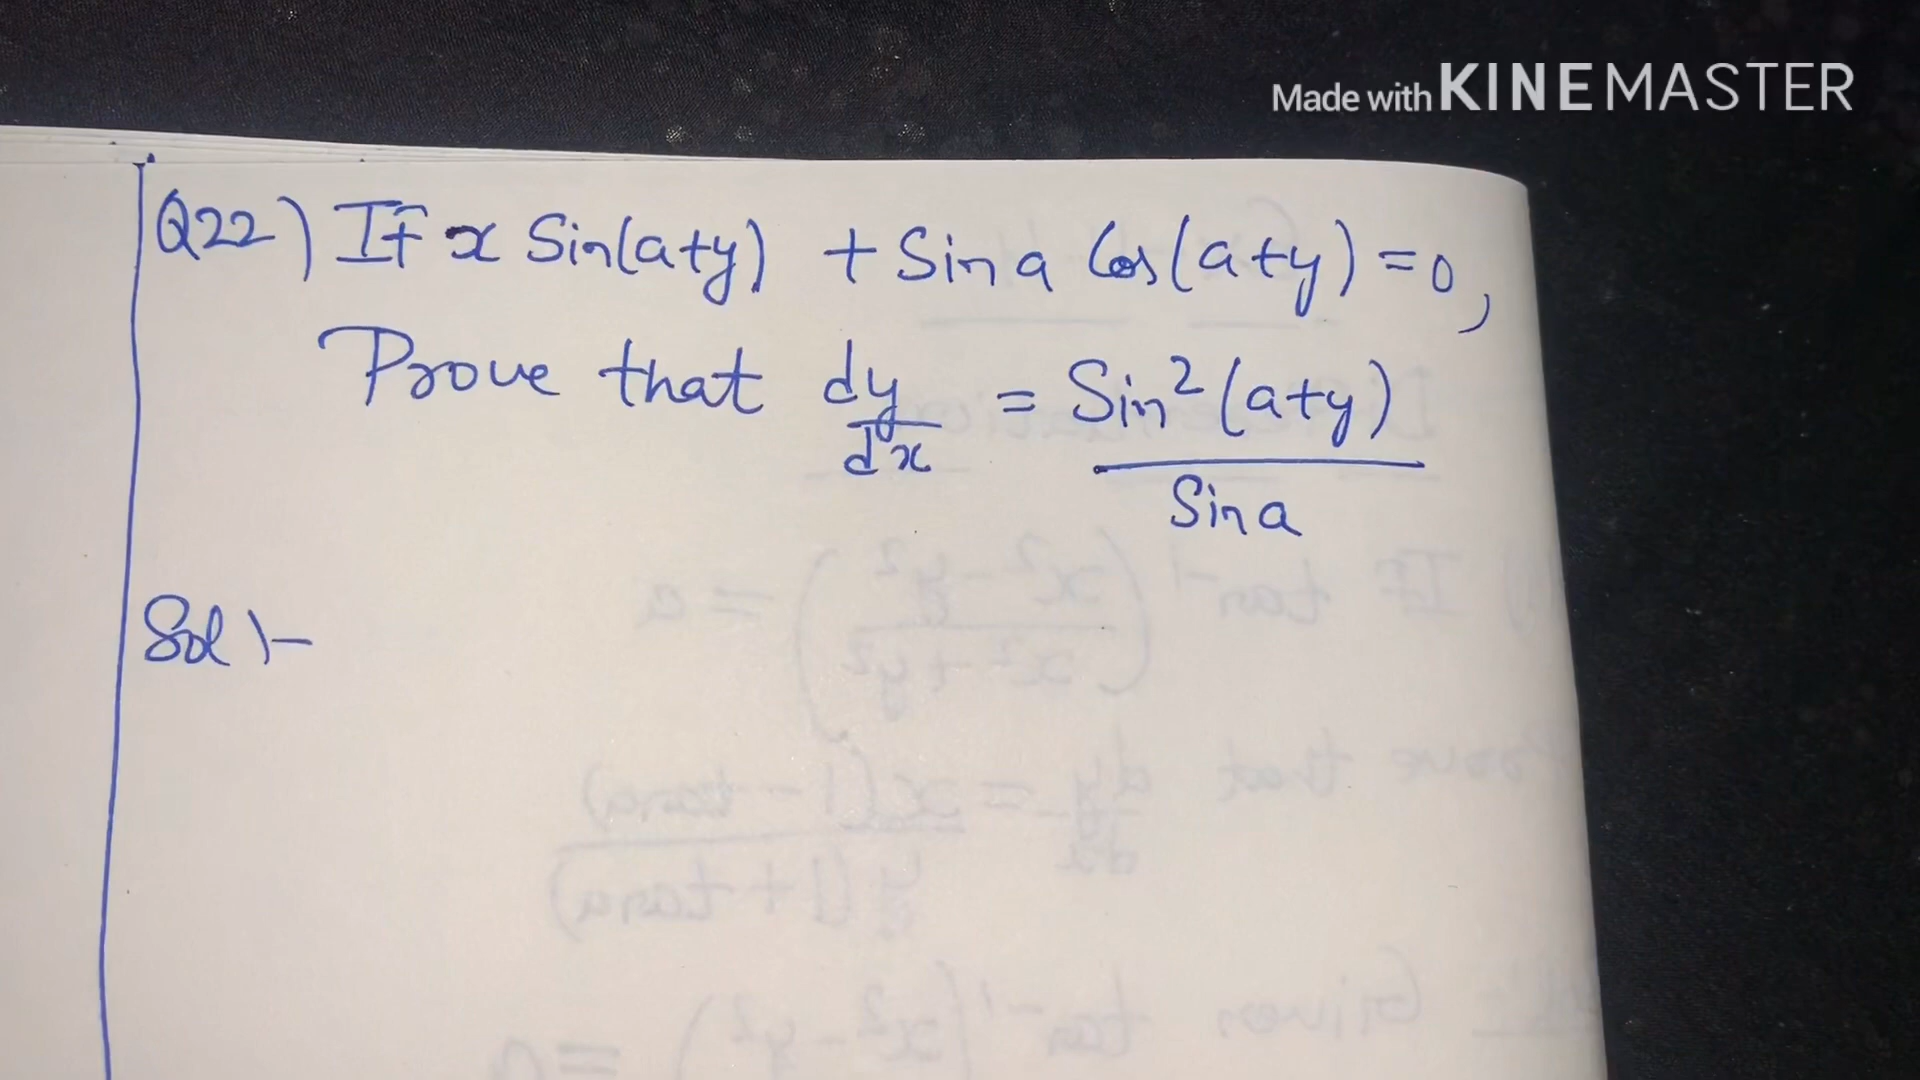 Made with KINEMASTER
Q22) If x Sin(a+y) + Sin a Cos(a+y) = 0,
Prove that dy/dx = Sin²(a+y)/Sin a
Sol :-